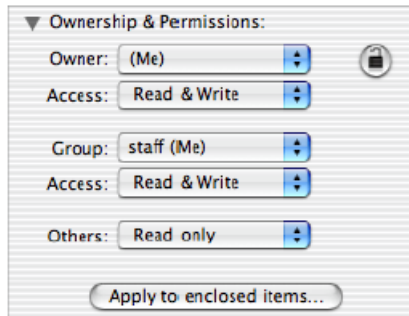 Ownership & Permissions:
Owner: (Me)
Access: Read & Write
Group: staff (Me)
Access: Read & Write
Others: Read only
Apply to enclosed items...